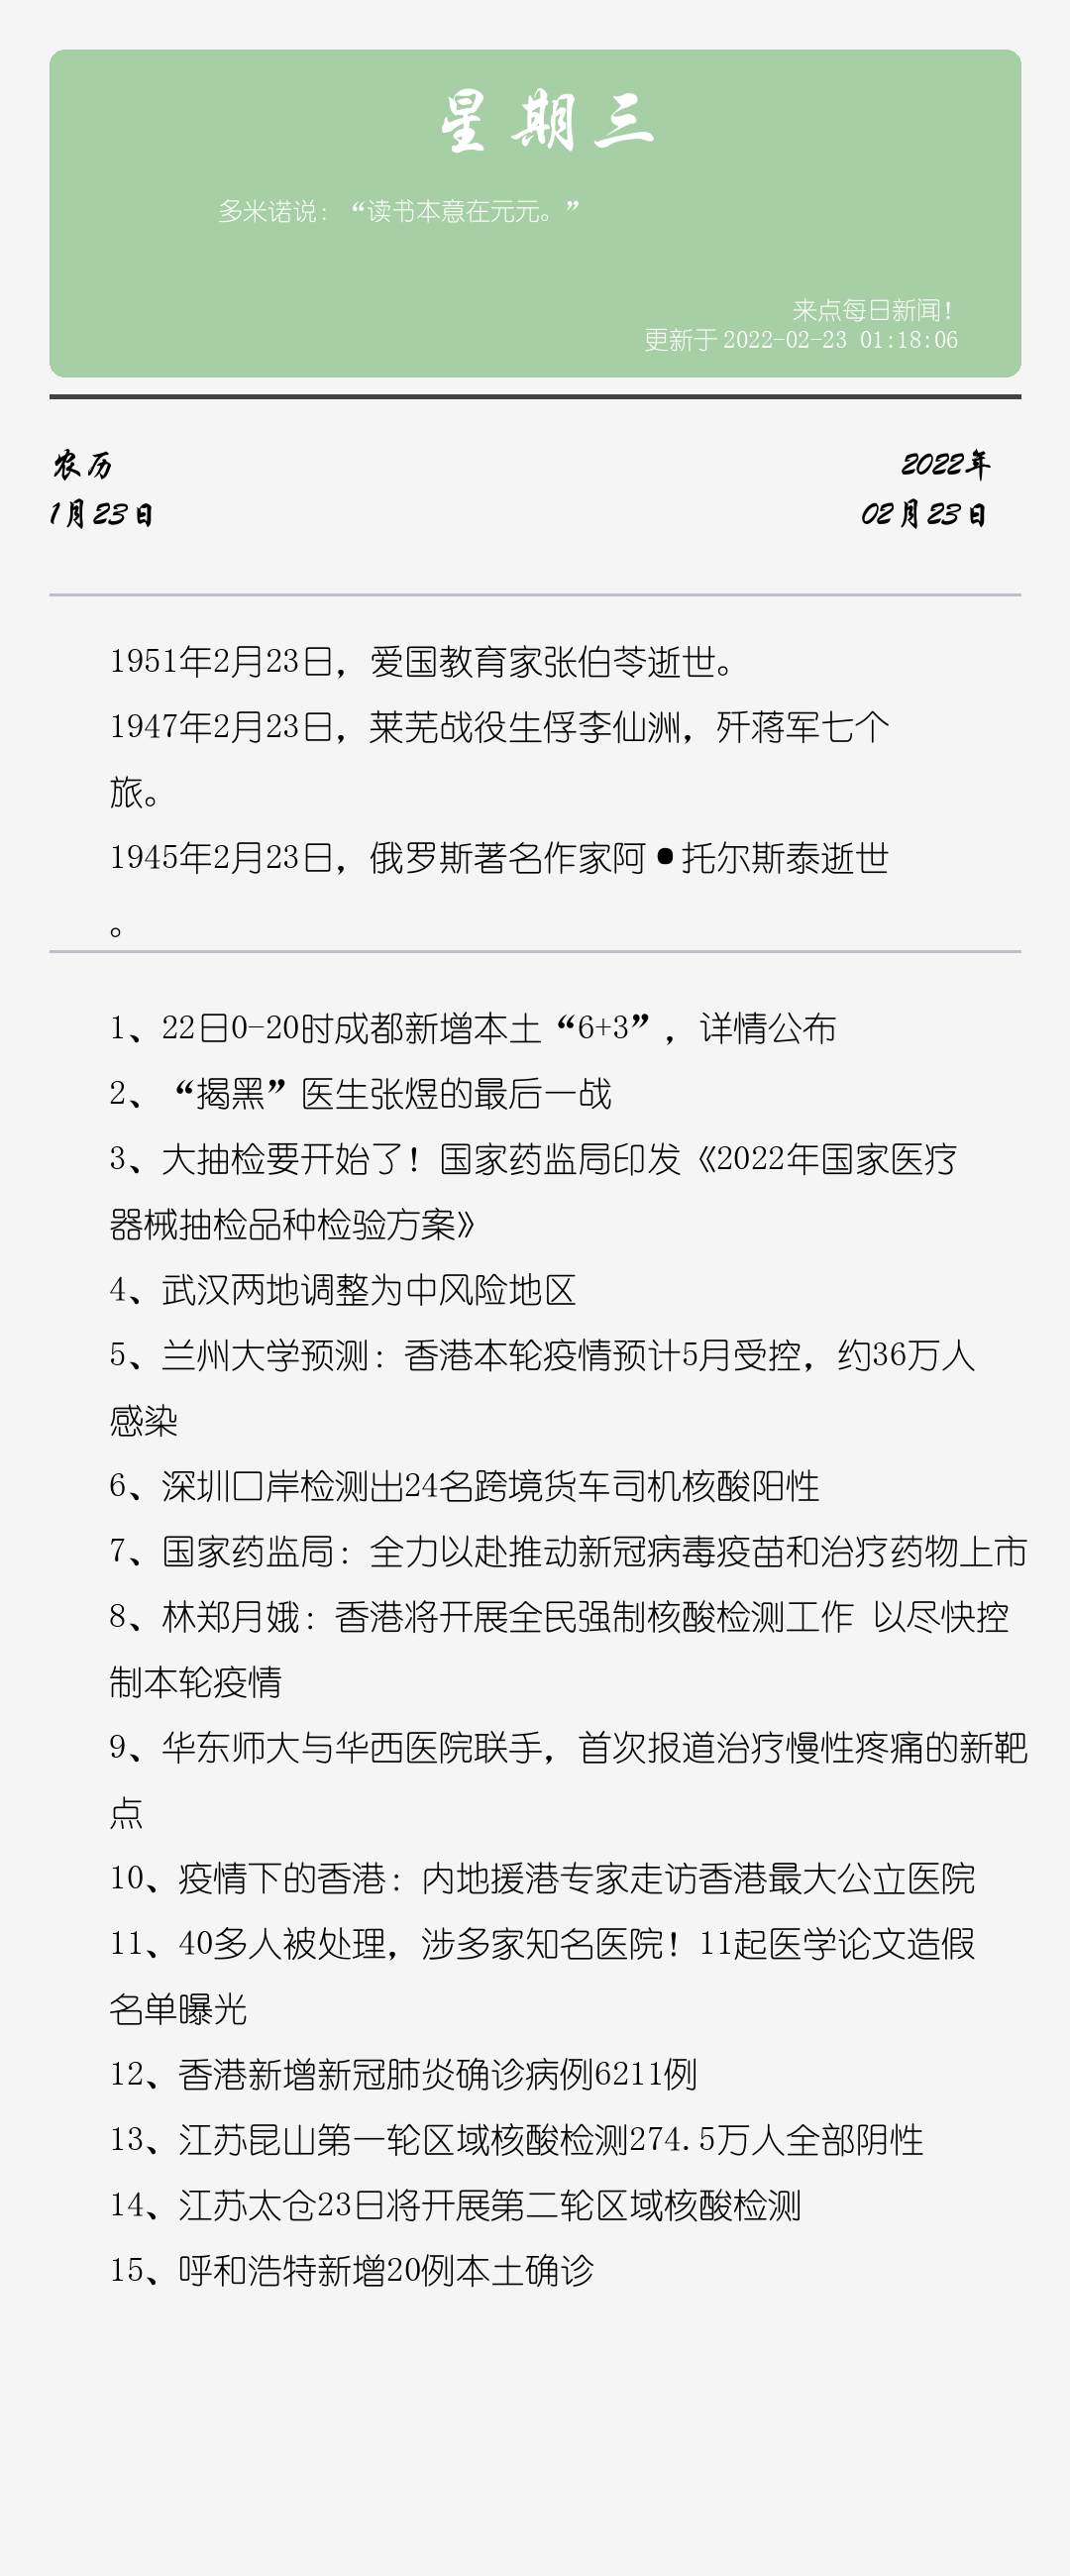 星期三
多米诺说：“读书本意在元元。”
来点每日新闻！
更新于 2022-02-23 01:18:06
农历
2022年
1月23日
02月23日
1951年2月23日，爱国教育家张伯苓逝世。
1947年2月23日，莱芜战役生俘李仙洲，歼蒋军七个
旅。
1945年2月23日，俄罗斯著名作家阿•托尔斯泰逝世
。
1、22日0-20时成都新增本土“6+3”，详情公布
2、“揭黑”医生张煜的最后一战
3、大抽检要开始了！国家药监局印发《2022年国家医疗
器械抽检品种检验方案》
4、武汉两地调整为中风险地区
5、兰州大学预测：香港本轮疫情预计5月受控，约36万人
感染
6、深圳口岸检测出24名跨境货车司机核酸阳性
7、国家药监局：全力以赴推动新冠病毒疫苗和治疗药物上市
8、林郑月娥：香港将开展全民强制核酸检测工作 以尽快控
制本轮疫情
9、华东师大与华西医院联手，首次报道治疗慢性疼痛的新靶
点
10、疫情下的香港：内地援港专家走访香港最大公立医院
11、40多人被处理，涉多家知名医院！11起医学论文造假
名单曝光
12、香港新增新冠肺炎确诊病例6211例
13、江苏昆山第一轮区域核酸检测274.5万人全部阴性
14、江苏太仓23日将开展第二轮区域核酸检测
15、呼和浩特新增20例本土确诊